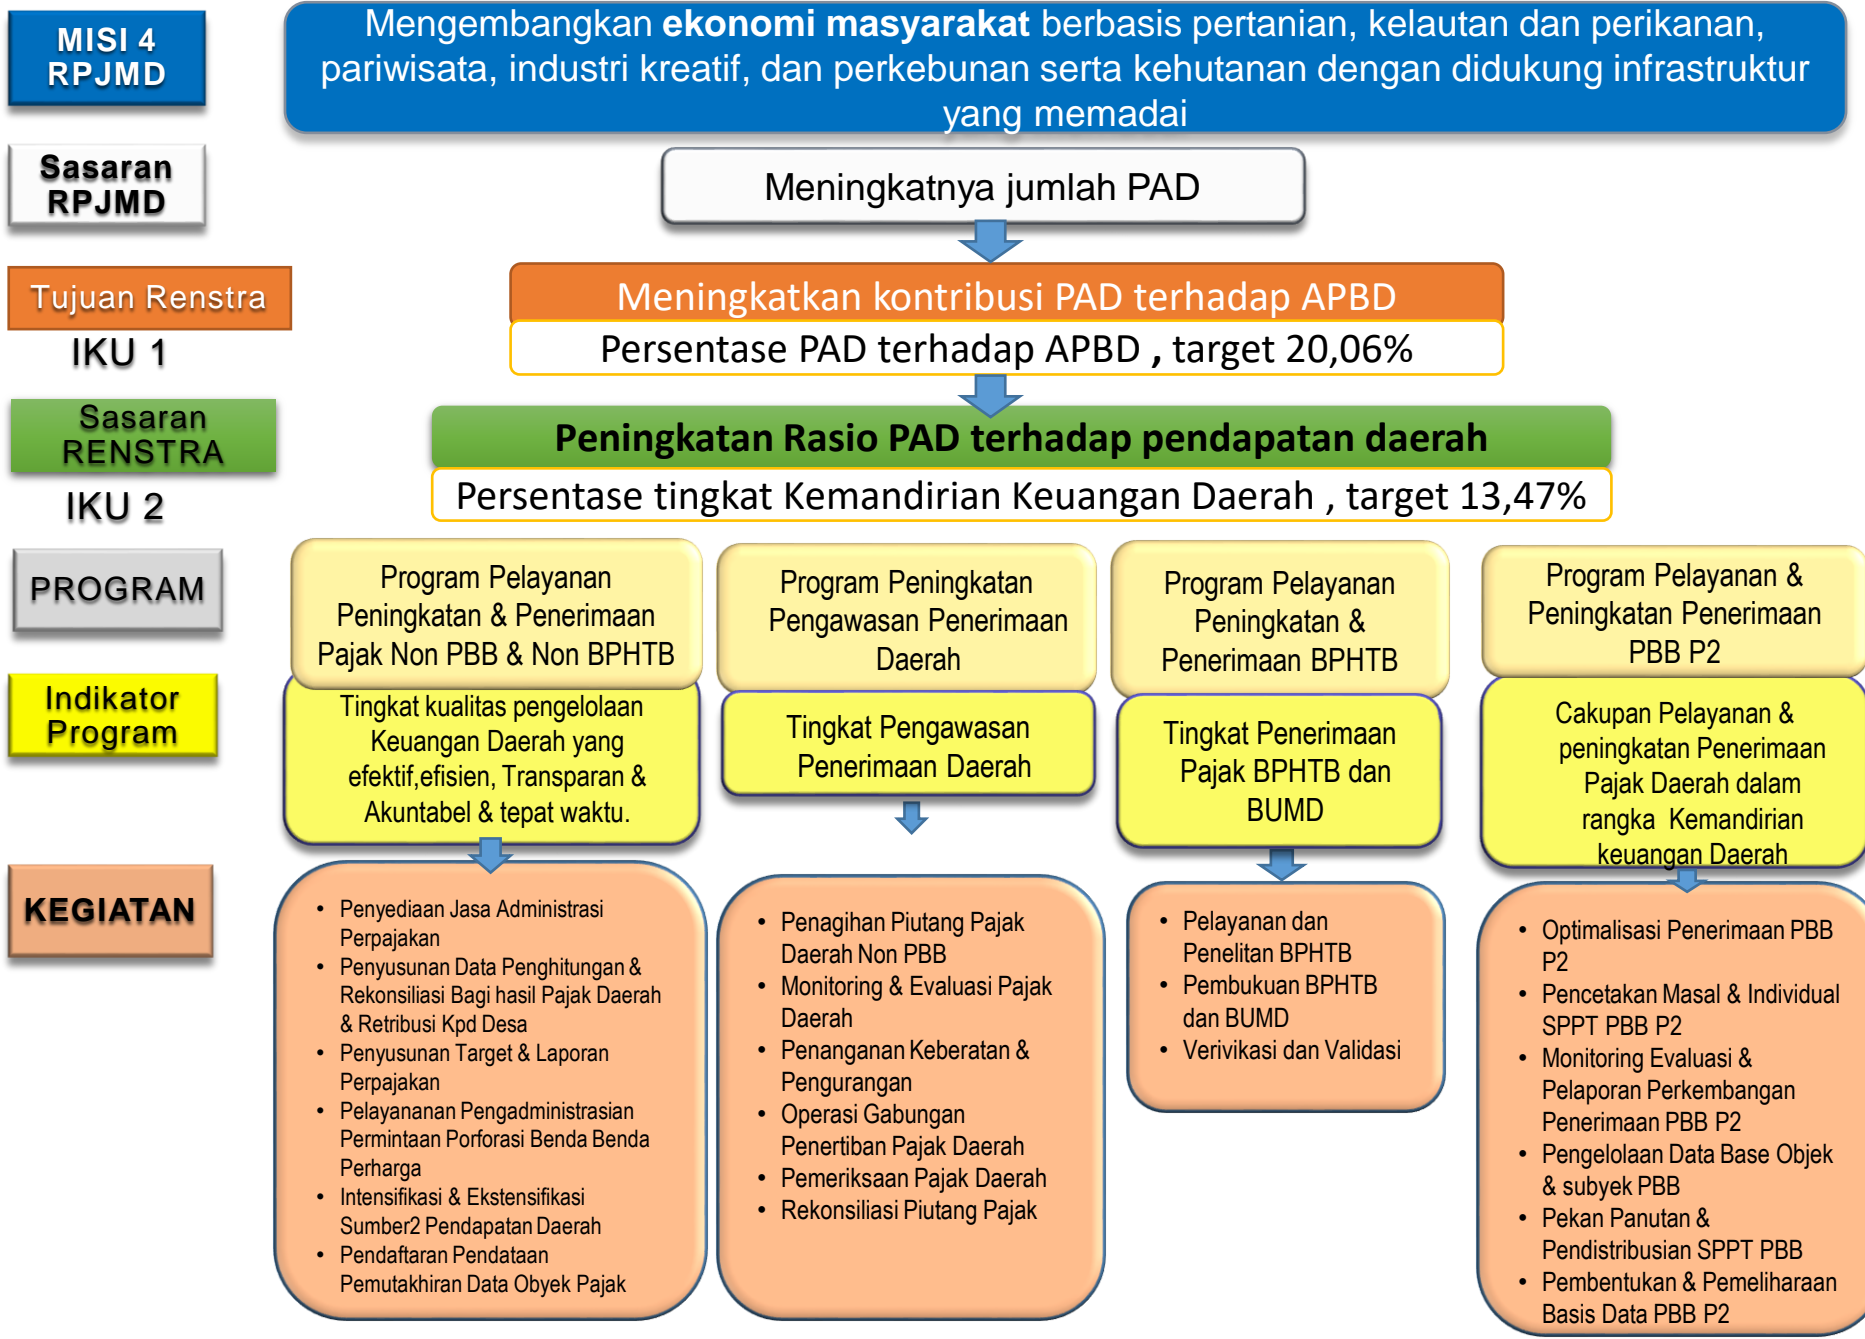 MISI 4
RPJMD
Mengembangkan ekonomi masyarakat berbasis pertanian, kelautan dan perikanan,
pariwisata, industri kreatif, dan perkebunan serta kehutanan dengan didukung infrastruktur
yang memadai
Sasaran
RPJMD
Meningkatnya jumlah PAD
Tujuan Renstra
Meningkatkan kontribusi PAD terhadap APBD
IKU 1
Persentase PAD terhadap APBD , target 20,06%
Sasaran
RENSTRA
Peningkatan Rasio PAD terhadap pendapatan daerah
IKU 2
Persentase tingkat Kemandirian Keuangan Daerah , target 13,47%
PROGRAM
Program Pelayanan
Peningkatan & Penerimaan
Pajak Non PBB & Non BPHTB
Program Peningkatan
Pengawasan Penerimaan
Daerah
Program Pelayanan
Peningkatan &
Penerimaan BPHTB
Program Pelayanan &
Peningkatan Penerimaan
PBB P2
Indikator
Program
Tingkat kualitas pengelolaan
Keuangan Daerah yang
efektif,efisien, Transparan &
Akuntabel & tepat waktu.
Tingkat Pengawasan
Penerimaan Daerah
Tingkat Penerimaan
Pajak BPHTB dan
BUMD
Cakupan Pelayanan &
peningkatan Penerimaan
Pajak Daerah dalam
rangka Kemandirian
keuangan Daerah
KEGIATAN
• Penyediaan Jasa Administrasi
Perpajakan
• Penyusunan Data Penghitungan &
Rekonsiliasi Bagi hasil Pajak Daerah
& Retribusi Kpd Desa
• Penyusunan Target & Laporan
Perpajakan
• Pelayananan Pengadministrasian
Permintaan Porforasi Benda Benda
Perharga
• Intensifikasi & Ekstensifikasi
Sumber2 Pendapatan Daerah
• Pendaftaran Pendataan
Pemutakhiran Data Obyek Pajak
• Penagihan Piutang Pajak
Daerah Non PBB
• Monitoring & Evaluasi Pajak
Daerah
• Penanganan Keberatan &
Pengurangan
• Operasi Gabungan
Penertiban Pajak Daerah
• Pemeriksaan Pajak Daerah
• Rekonsiliasi Piutang Pajak
• Pelayanan dan
Penelitan BPHTB
• Pembukuan BPHTB
dan BUMD
• Verivikasi dan Validasi
• Optimalisasi Penerimaan PBB
P2
• Pencetakan Masal & Individual
SPPT PBB P2
• Monitoring Evaluasi &
Pelaporan Perkembangan
Penerimaan PBB P2
• Pengelolaan Data Base Objek
& subyek PBB
• Pekan Panutan &
Pendistribusian SPPT PBB
• Pembentukan & Pemeliharaan
Basis Data PBB P2